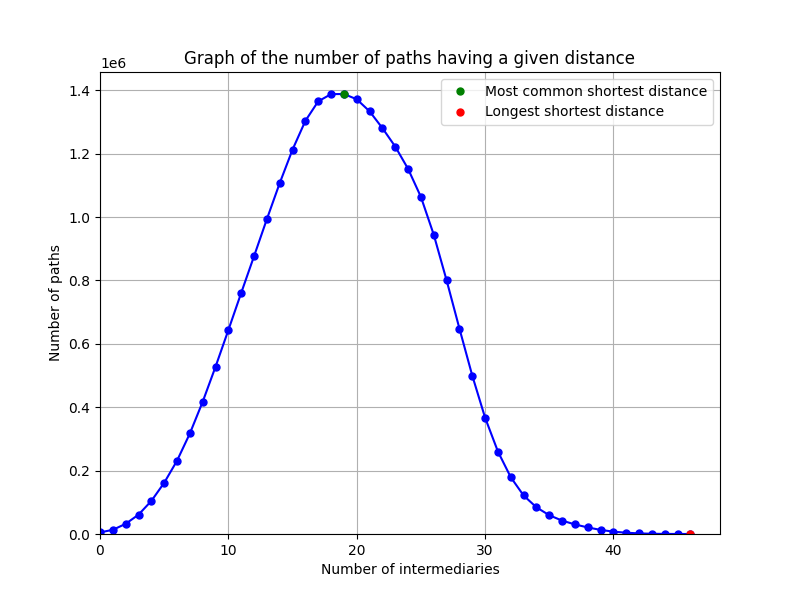 Graph of the number of paths having a given distance
1e6
Most common shortest distance
Longest shortest distance
1.4
1.2
1.0
0.8
0.6
0.4
0.2
0.0
Number of paths
0 10 20 30 40
Number of intermediaries